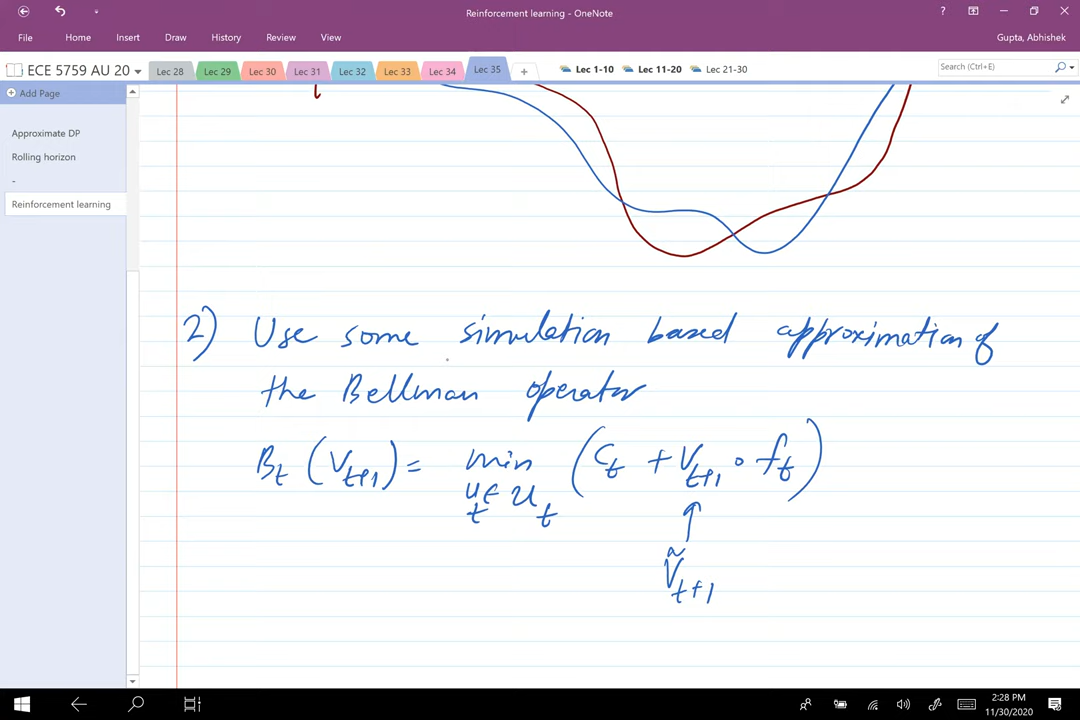 Reinforcement learning - OneNote
?
Gupta, Abhishek
File Home Insert Draw History Review View
ECE 5759 AU 20
Lec 28 Lec 29 Lec 30 Lec 31 Lec 32 Lec 33 Lec 34 Lec 35 + Lec 1-10 Lec 11-20 Lec 21-30
Search (Ctrl+E)
Add Page
Approximate DP
Rolling horizon
-
Reinforcement learning
2) Use some simulation based approximation of
the Bellman operator
B_t (V_{t+1}) = min_{u_t ∈ U_t} (C_t + V_{t+1} ∘ f_t)
↑
Ṽ_{t+1}
2:28 PM
11/30/2020